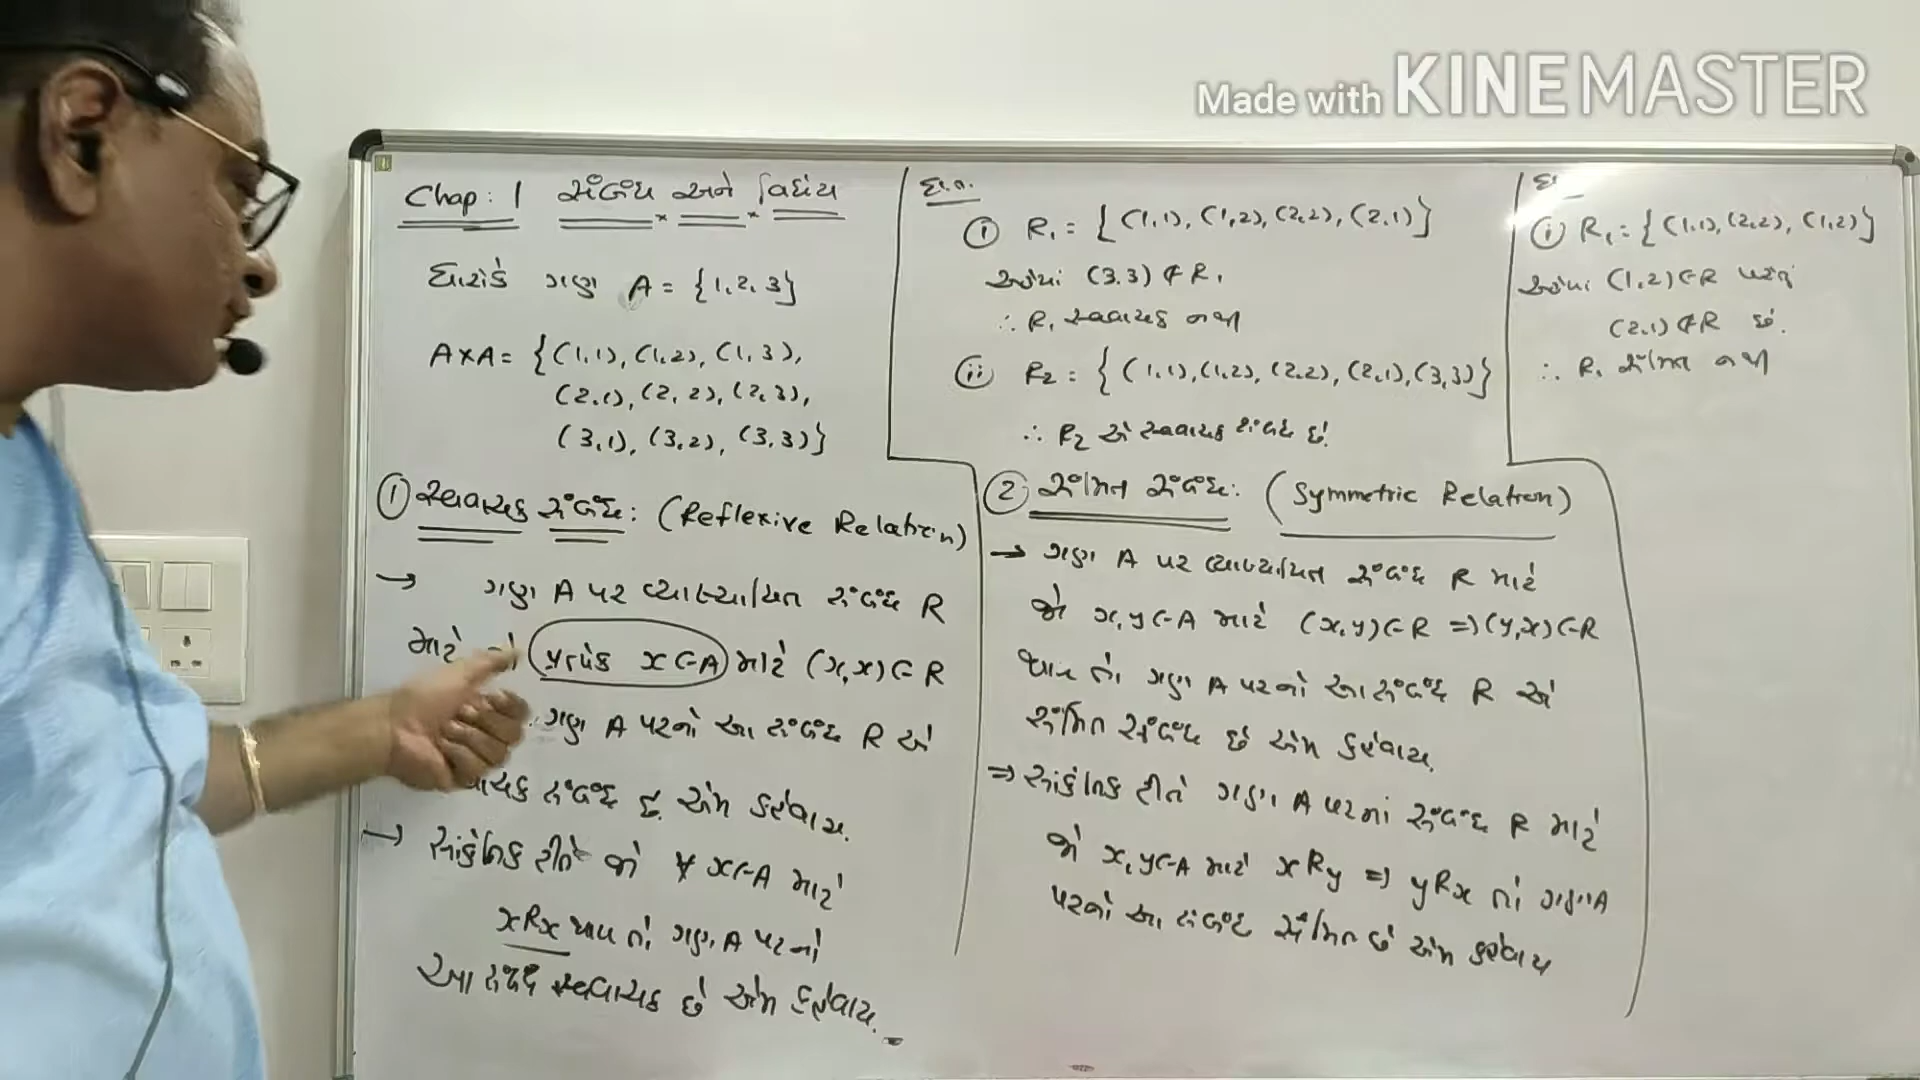 Made with KINEMASTER
Chap: 1 સંબંધ અને વિધેય
ધારોકે ગણ A = {1,2,3}
A×A = {(1,1), (1,2), (1,3),
(2,1), (2,2), (2,3),
(3,1), (3,2), (3,3)}
① સ્વવાચક સંબંધ: (Reflexive Relation)
→ ગણ A પર વ્યાખ્યાયિત સંબંધ R
માટે પ્રત્યેક x∈A માટે (x,x)∈R
ગણ A પરનો આ સંબંધ R એ
સંબંધ છે એમ કહેવાય.
→ સાંકેતિક રીતે જો ∀ x∈A માટે
xRx થાય તો ગણ A પરનો
આ સંબંધ સ્વવાચક છે એમ કહેવાય.
દા.ત.
① R₁ = {(1,1), (1,2), (2,2), (2,1)}
અહીંયા (3,3) ∉ R₁
∴ R₁ સ્વવાચક નથી
② R₂ = {(1,1), (1,2), (2,2), (2,1), (3,3)}
∴ R₂ એ સ્વવાચક સંબંધ છે.
② સંમિત સંબંધ: (Symmetric Relation)
→ ગણ A પર વ્યાખ્યાયિત સંબંધ R માટે
જો x,y∈A માટે (x,y)∈R ⇒ (y,x)∈R
થાય તો ગણ A પરનો આ સંબંધ R એ
સંમિત સંબંધ છે એમ કહેવાય.
⇒ સાંકેતિક રીતે ગણ A પરનાં સંબંધ R માટે
જો x,y∈A માટે xRy ⇒ yRx તો ગણ A
પરનો આ સંબંધ સંમિત છે એમ કહેવાય
① R₁ = {(1,1), (2,2), (1,2)}
અહીંયા (1,2)∈R પરંતુ
(2,1)∉R છે.
∴ R₁ સંમિત નથી